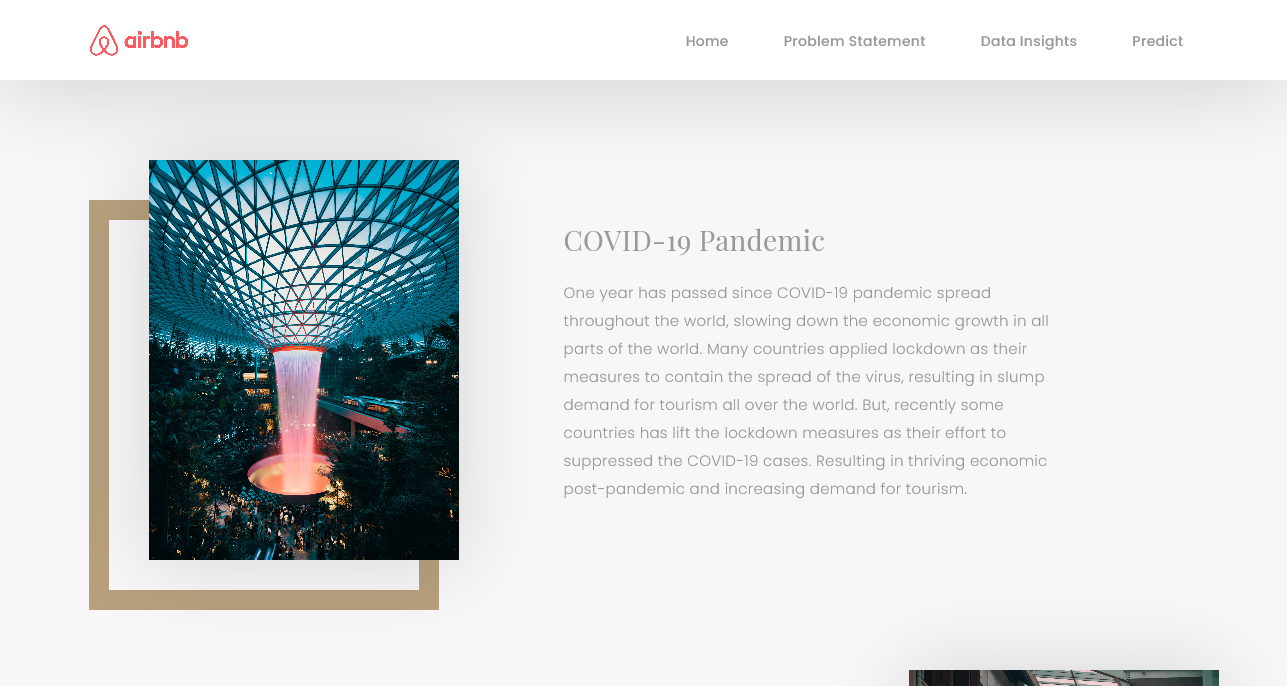 airbnb
Home
Problem Statement
Data Insights
Predict
COVID-19 Pandemic
One year has passed since COVID-19 pandemic spread
throughout the world, slowing down the economic growth in all
parts of the world. Many countries applied lockdown as their
measures to contain the spread of the virus, resulting in slump
demand for tourism all over the world. But, recently some
countries has lift the lockdown measures as their effort to
suppressed the COVID-19 cases. Resulting in thriving economic
post-pandemic and increasing demand for tourism.